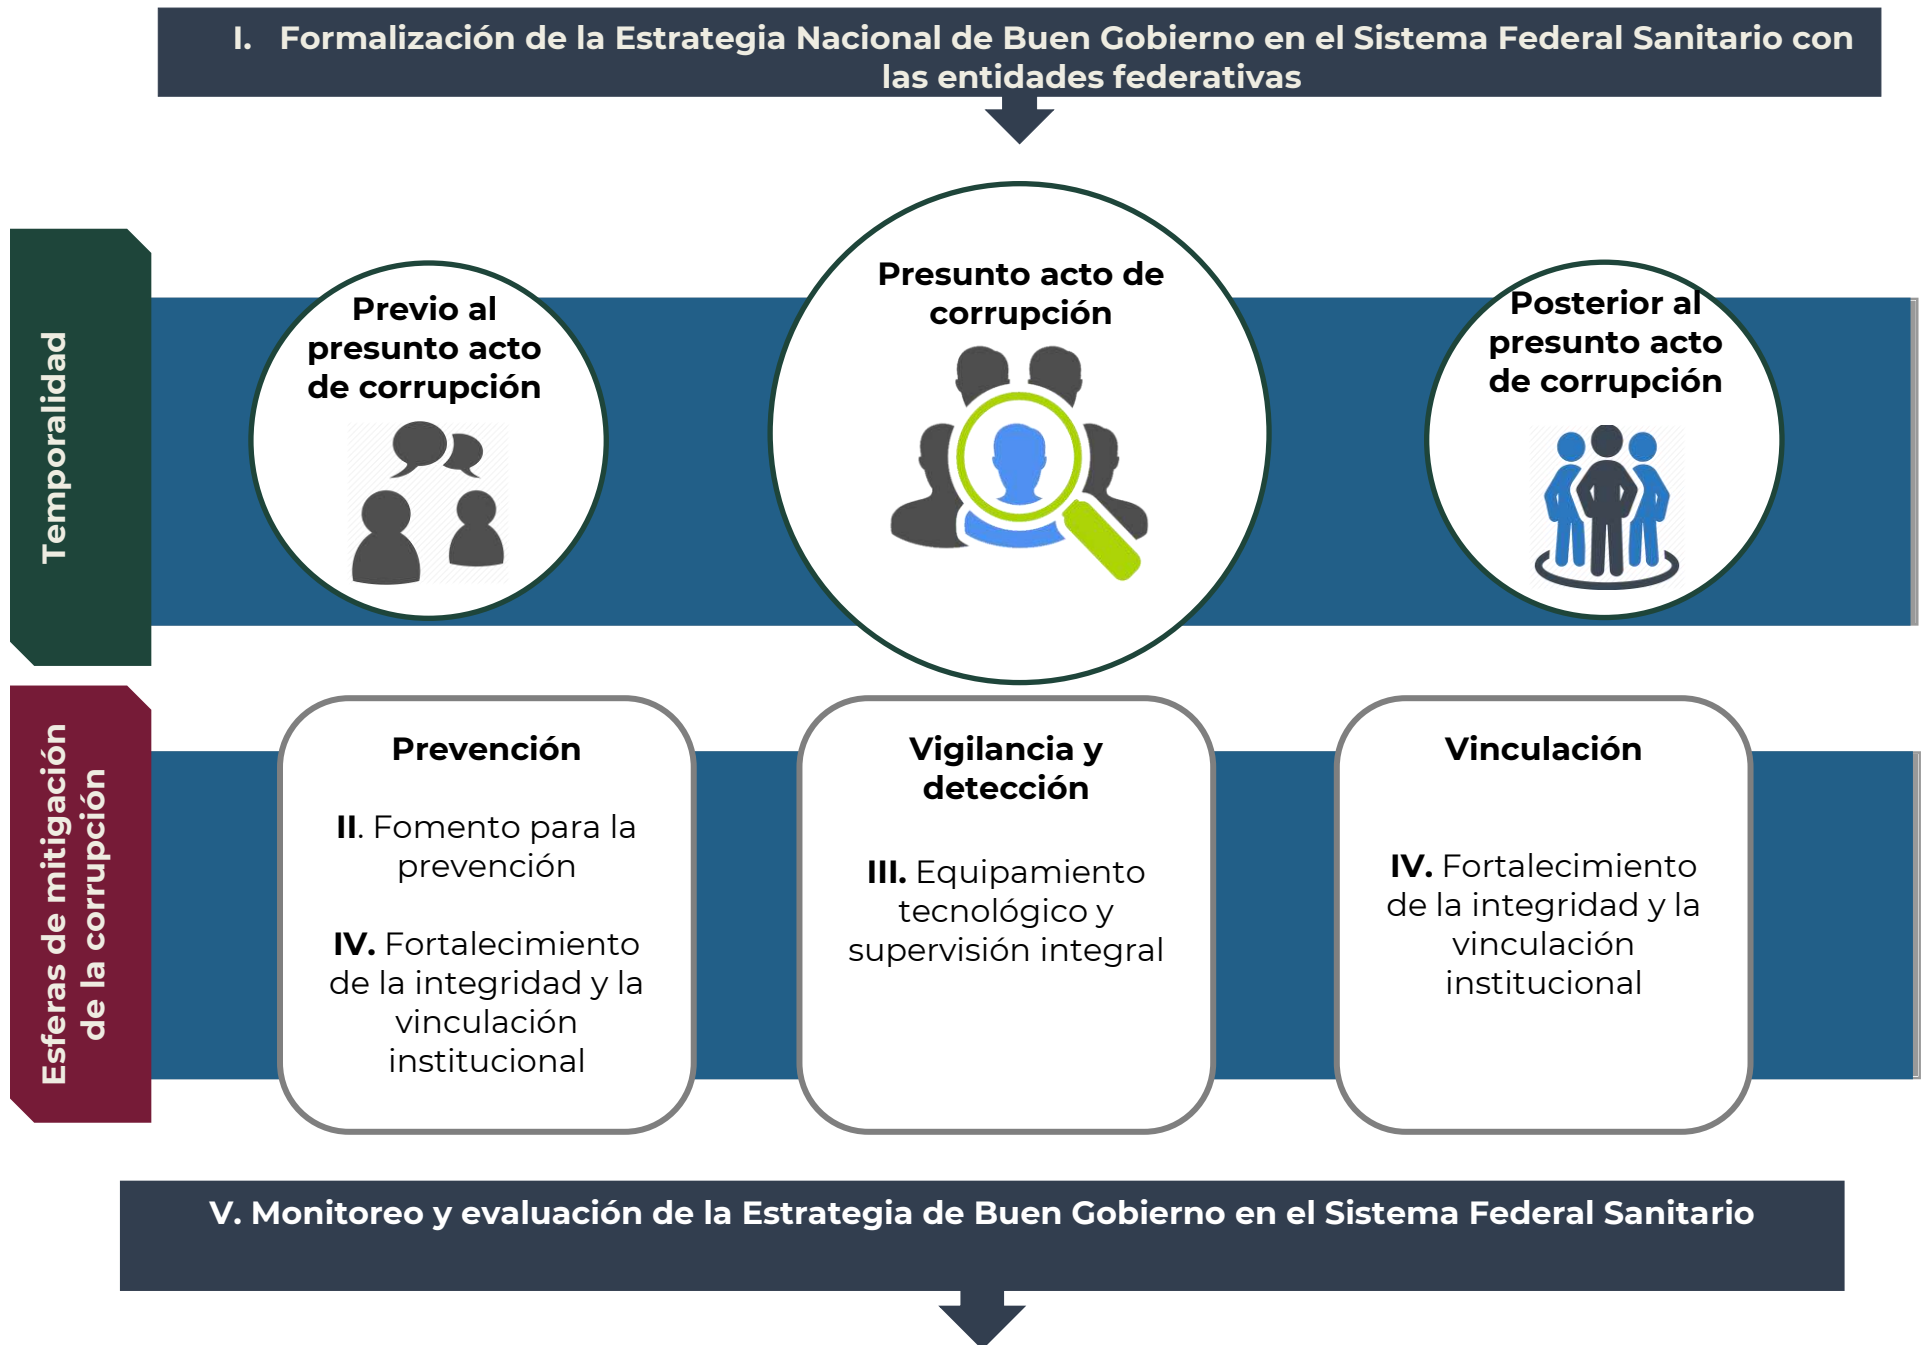 I. Formalización de la Estrategia Nacional de Buen Gobierno en el Sistema Federal Sanitario con
las entidades federativas
Temporalidad
Previo al
presunto acto
de corrupción
Presunto acto de
corrupción
Posterior al
presunto acto
de corrupción
Esferas de mitigación
de la corrupción
Prevención
II. Fomento para la
prevención
IV. Fortalecimiento
de la integridad y la
vinculación
institucional
Vigilancia y
detección
III. Equipamiento
tecnológico y
supervisión integral
Vinculación
IV. Fortalecimiento
de la integridad y la
vinculación
institucional
V. Monitoreo y evaluación de la Estrategia de Buen Gobierno en el Sistema Federal Sanitario